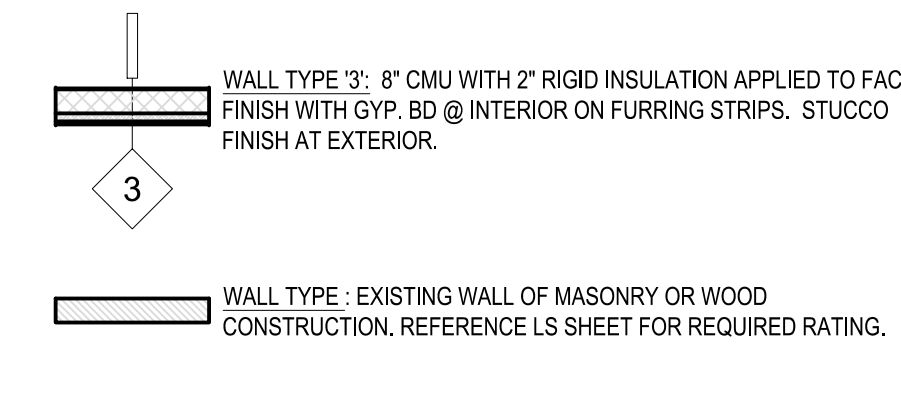 WALL TYPE '3': 8" CMU WITH 2" RIGID INSULATION APPLIED TO FAC
FINISH WITH GYP. BD @ INTERIOR ON FURRING STRIPS. STUCCO
FINISH AT EXTERIOR.
3
WALL TYPE : EXISTING WALL OF MASONRY OR WOOD
CONSTRUCTION. REFERENCE LS SHEET FOR REQUIRED RATING.